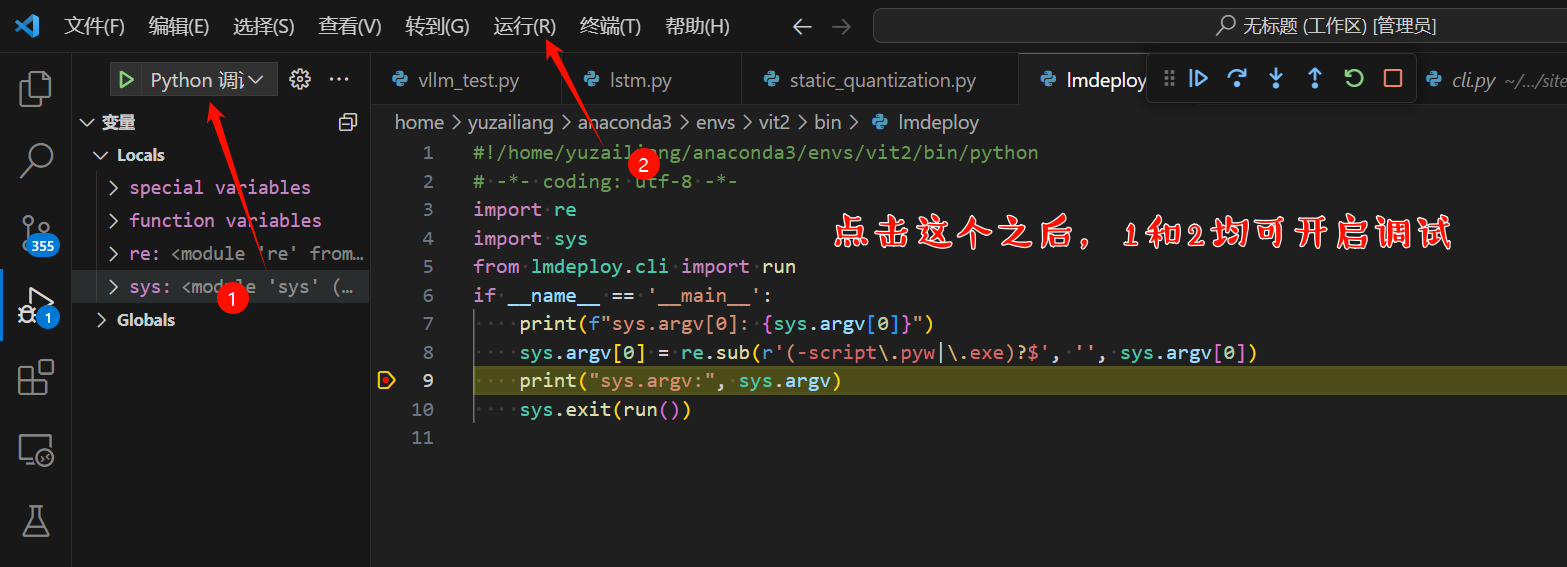 文件(F) 编辑(E) 选择(S) 查看(V) 转到(G) 运行(R) 终端(T) 帮助(H) 无标题 (工作区) [管理员]
Python 调
vllm_test.py lstm.py static_quantization.py lmdeploy cli.py ~/.../site
变量
Locals
special variables
function variables
re: <module 're' from...
sys: <module 'sys' (...
Globals
355
1
1
2
home > yuzailiang > anaconda3 > envs > vit2 > bin > lmdeploy
1 #!/home/yuzailiang/anaconda3/envs/vit2/bin/python
2 # -*- coding: utf-8 -*-
3 import re
4 import sys
5 from lmdeploy.cli import run
6 if __name__ == '__main__':
7 ····print(f"sys.argv[0]: {sys.argv[0]}")
8 ····sys.argv[0] = re.sub(r'(-script\.pyw|\.exe)?$', '', sys.argv[0])
9 ····print("sys.argv:", sys.argv)
10 ····sys.exit(run())
11
点击这个之后，1和2均可开启调试